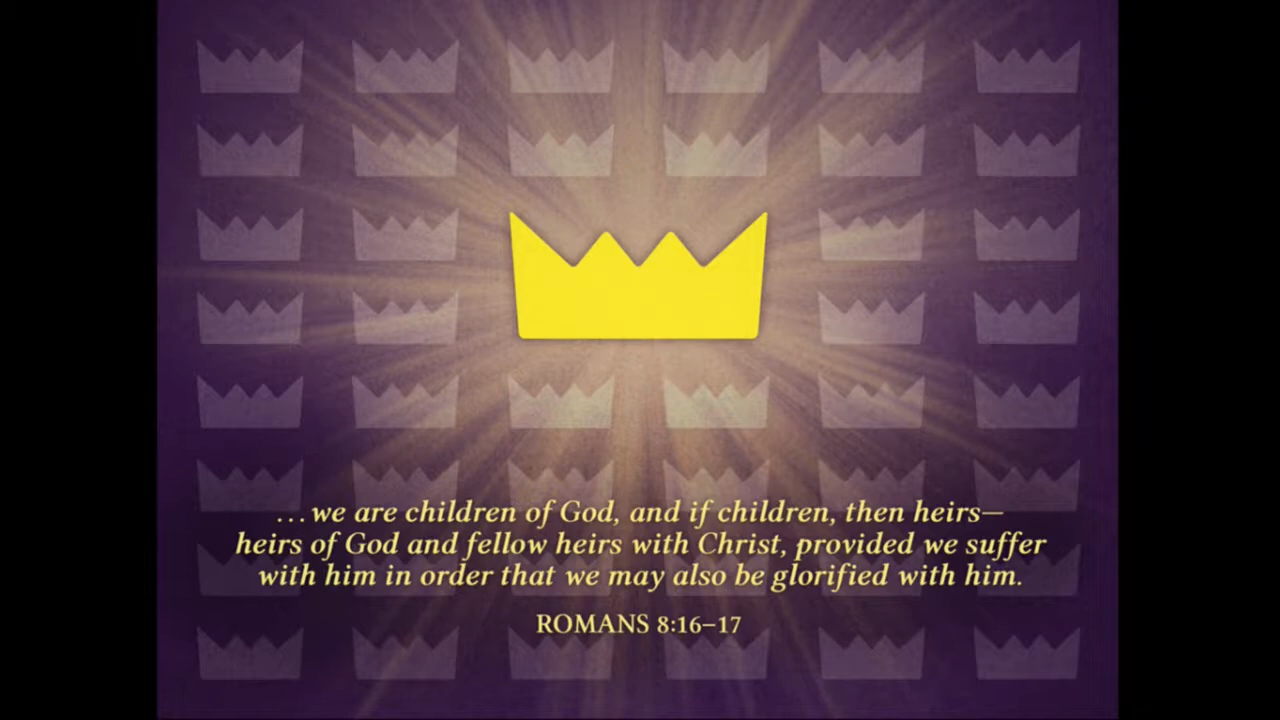 …we are children of God, and if children, then heirs—
heirs of God and fellow heirs with Christ, provided we suffer
with him in order that we may also be glorified with him.
ROMANS 8:16–17